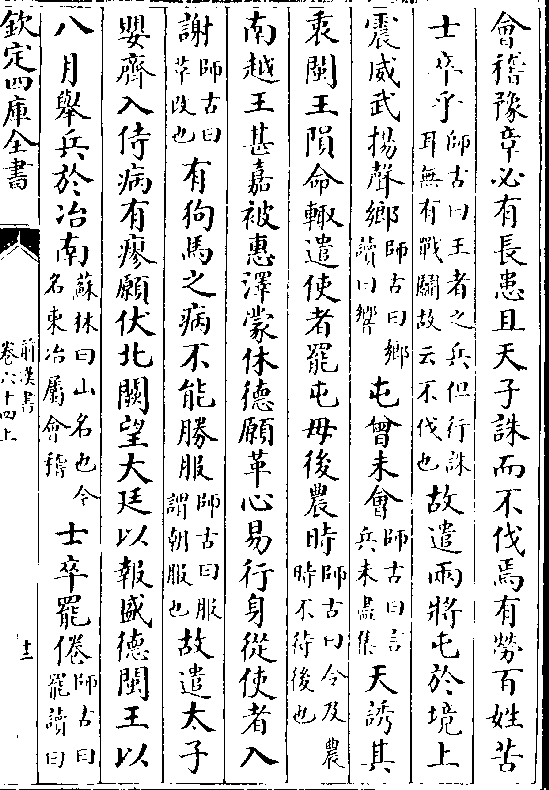 會稽豫章必有長患且天子誅而不伐焉有勞百姓苦
士卒乎師古曰王者之兵但行誅耳無有戰鬭故云不伐也故遣兩將屯於境上
震威武揚聲鄉師古曰鄉讀曰響屯曾未會師古曰言兵未盡集天誘其
衷閩王隕命輙遣使者罷屯毋後農時師古曰令及農時不待後也
南越王甚嘉被惠澤蒙休德願革心易行身從使者入
謝師古曰革改也有狗馬之病不能勝服師古曰服謂朝服也故遣太子
嬰齊入侍病有瘳願伏北闕望大廷以報盛德閩王以
八月舉兵於冶南蘇林曰山名也今名東冶屬會稽士卒罷倦師古曰罷讀曰
欽定四庫全書
前漢書
卷六十四上
十三